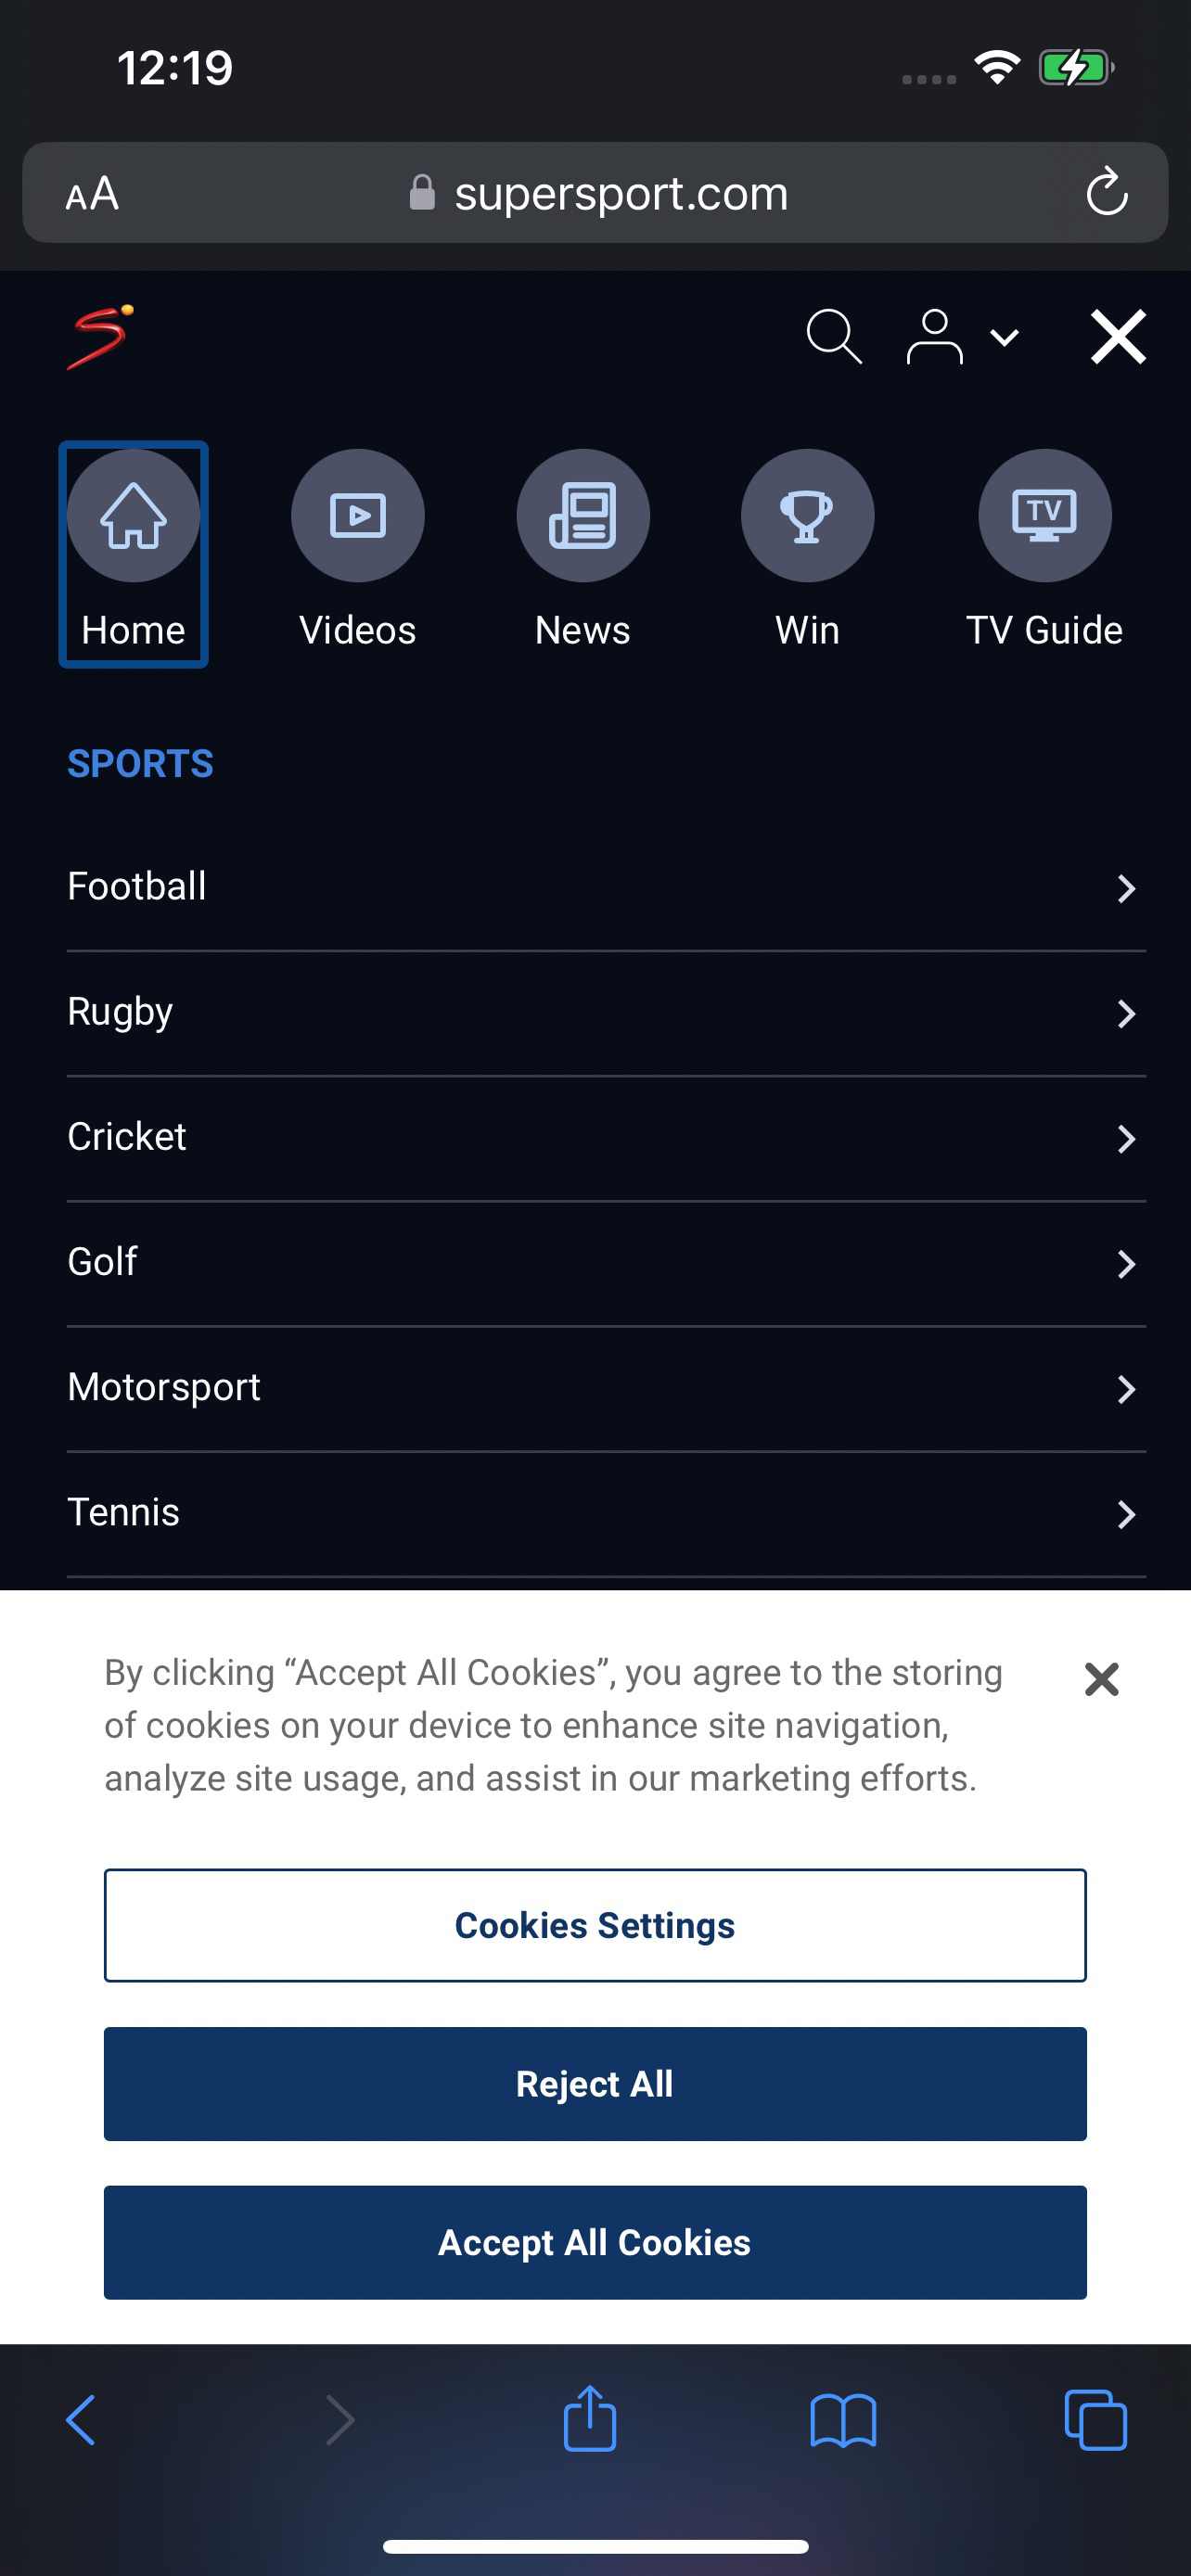 12:19
AA
supersport.com
Home Videos News Win TV Guide
TV
SPORTS
Football
Rugby
Cricket
Golf
Motorsport
Tennis
By clicking “Accept All Cookies”, you agree to the storing
of cookies on your device to enhance site navigation,
analyze site usage, and assist in our marketing efforts.
Cookies Settings
Reject All
Accept All Cookies